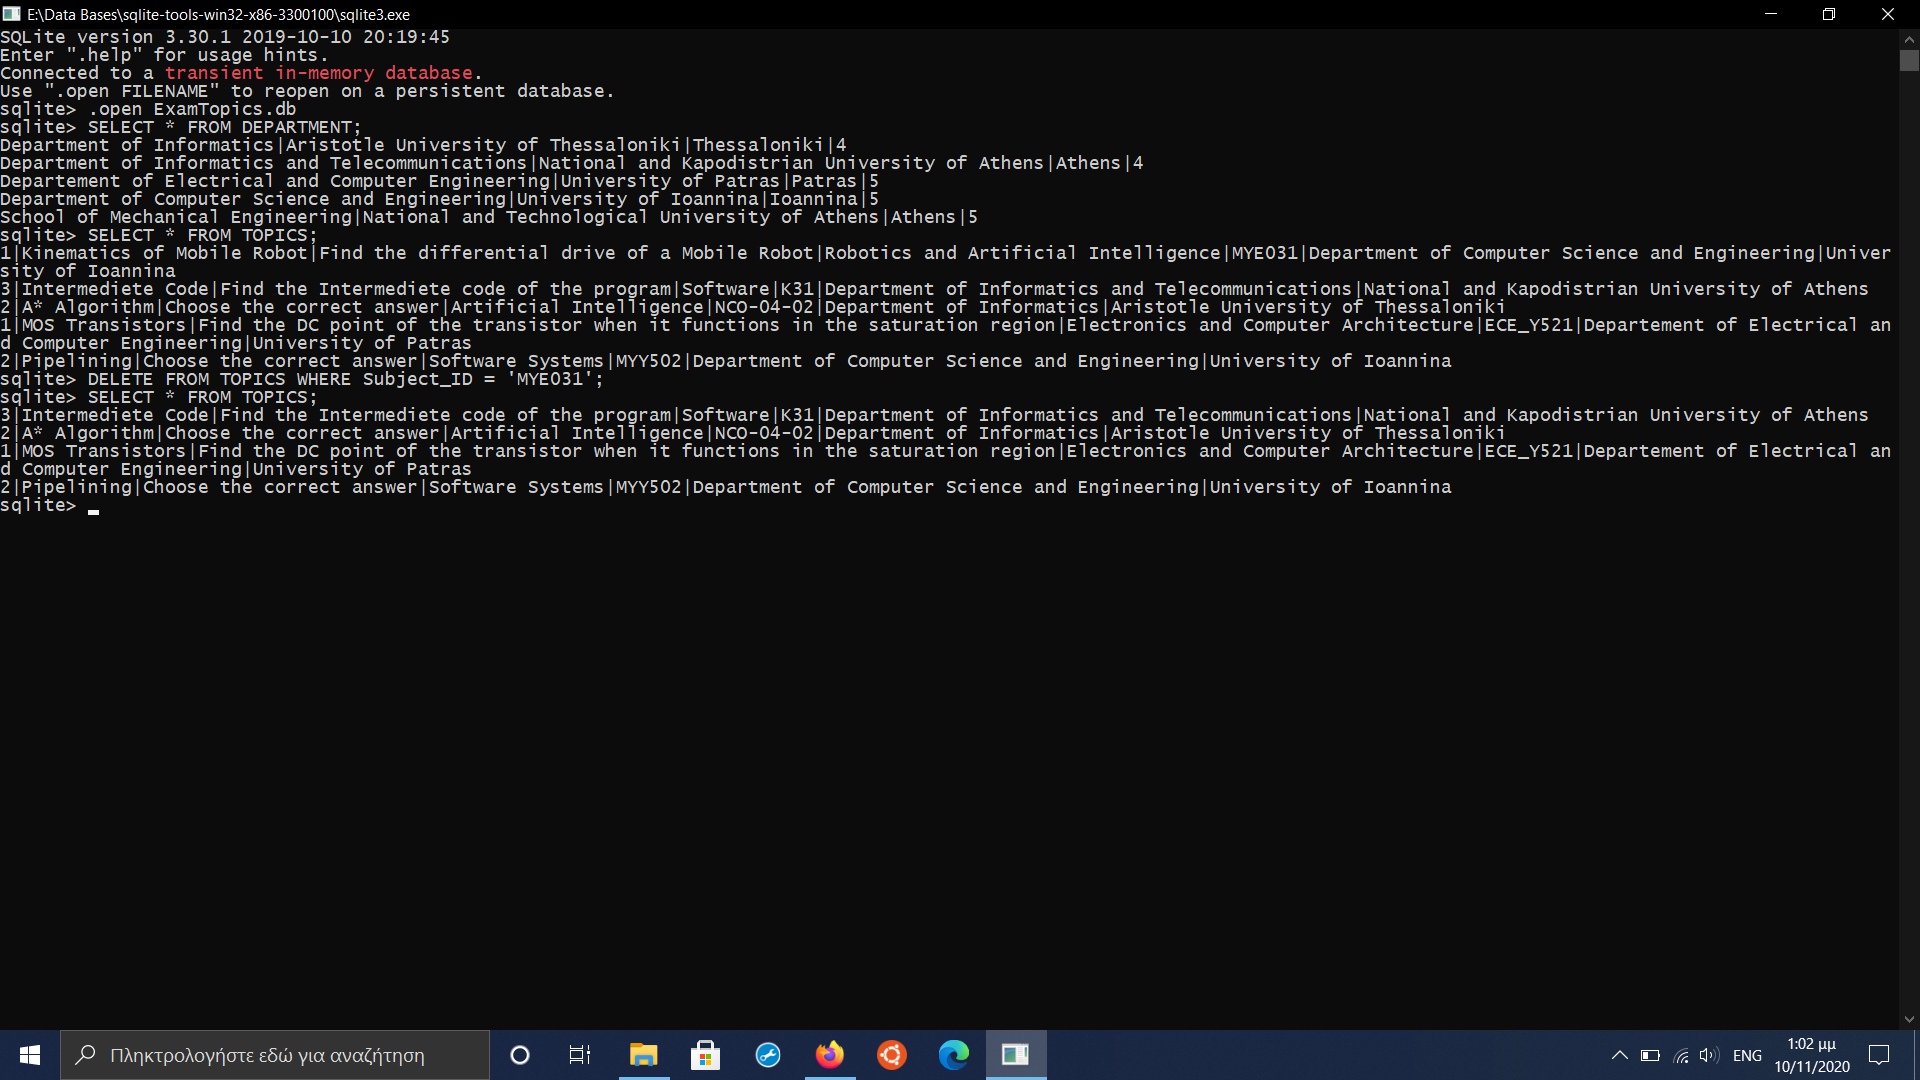 E:\Data Bases\sqlite-tools-win32-x86-3300100\sqlite3.exe
SQLite version 3.30.1 2019-10-10 20:19:45
Enter ".help" for usage hints.
Connected to a transient in-memory database.
Use ".open FILENAME" to reopen on a persistent database.
sqlite> .open ExamTopics.db
sqlite> SELECT * FROM DEPARTMENT;
Department of Informatics|Aristotle University of Thessaloniki|Thessaloniki|4
Department of Informatics and Telecommunications|National and Kapodistrian University of Athens|Athens|4
Departement of Electrical and Computer Engineering|University of Patras|Patras|5
Department of Computer Science and Engineering|University of Ioannina|Ioannina|5
School of Mechanical Engineering|National and Technological University of Athens|Athens|5
sqlite> SELECT * FROM TOPICS;
1|Kinematics of Mobile Robot|Find the differential drive of a Mobile Robot|Robotics and Artificial Intelligence|MYE031|Department of Computer Science and Engineering|Univer
sity of Ioannina
3|Intermediete Code|Find the Intermediete code of the program|Software|K31|Department of Informatics and Telecommunications|National and Kapodistrian University of Athens
2|A* Algorithm|Choose the correct answer|Artificial Intelligence|NCO-04-02|Department of Informatics|Aristotle University of Thessaloniki
1|MOS Transistors|Find the DC point of the transistor when it functions in the saturation region|Electronics and Computer Architecture|ECE_Y521|Departement of Electrical an
d Computer Engineering|University of Patras
2|Pipelining|Choose the correct answer|Software Systems|MYY502|Department of Computer Science and Engineering|University of Ioannina
sqlite> DELETE FROM TOPICS WHERE Subject_ID = 'MYE031';
sqlite> SELECT * FROM TOPICS;
3|Intermediete Code|Find the Intermediete code of the program|Software|K31|Department of Informatics and Telecommunications|National and Kapodistrian University of Athens
2|A* Algorithm|Choose the correct answer|Artificial Intelligence|NCO-04-02|Department of Informatics|Aristotle University of Thessaloniki
1|MOS Transistors|Find the DC point of the transistor when it functions in the saturation region|Electronics and Computer Architecture|ECE_Y521|Departement of Electrical an
d Computer Engineering|University of Patras
2|Pipelining|Choose the correct answer|Software Systems|MYY502|Department of Computer Science and Engineering|University of Ioannina
sqlite>
Πληκτρολογήστε εδώ για αναζήτηση
ENG
1:02 μμ
10/11/2020